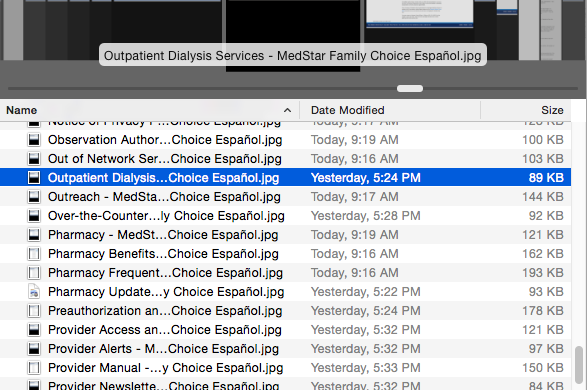 Outpatient Dialysis Services - MedStar Family Choice Español.jpg
Name Date Modified Size
Notice of Privacy P…Choice Español.jpg Today, 9:17 AM 128 KB
Observation Author…Choice Español.jpg Today, 9:19 AM 100 KB
Out of Network Ser…Choice Español.jpg Today, 9:16 AM 103 KB
Outpatient Dialysis…Choice Español.jpg Yesterday, 5:24 PM 89 KB
Outreach - MedSta…Choice Español.jpg Today, 9:17 AM 144 KB
Over-the-Counter…ly Choice Español.jpg Yesterday, 5:28 PM 92 KB
Pharmacy - MedSt…Choice Español.jpg Today, 9:19 AM 121 KB
Pharmacy Benefits…Choice Español.jpg Today, 9:16 AM 162 KB
Pharmacy Frequent…Choice Español.jpg Today, 9:16 AM 193 KB
Pharmacy Update…y Choice Español.jpg Yesterday, 5:22 PM 93 KB
Preauthorization an…Choice Español.jpg Yesterday, 5:24 PM 178 KB
Provider Access an…Choice Español.jpg Yesterday, 5:32 PM 121 KB
Provider Alerts - M…Choice Español.jpg Yesterday, 5:32 PM 97 KB
Provider Manual -…ly Choice Español.jpg Yesterday, 5:33 PM 150 KB
Provider Newslette…Choice Español.jpg Yesterday, 5:32 PM 84 KB